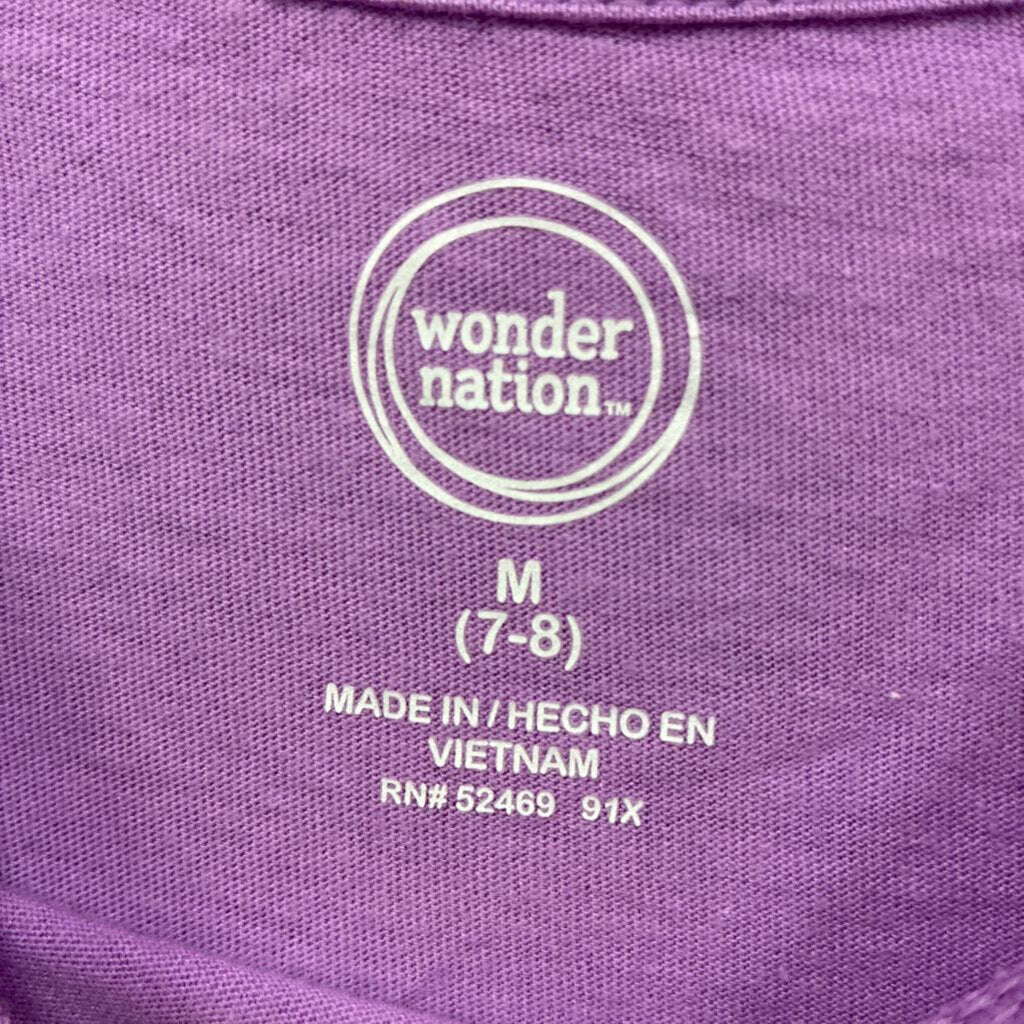 wonder
nation™
M
(7-8)
MADE IN / HECHO EN
VIETNAM
RN# 52469 91X